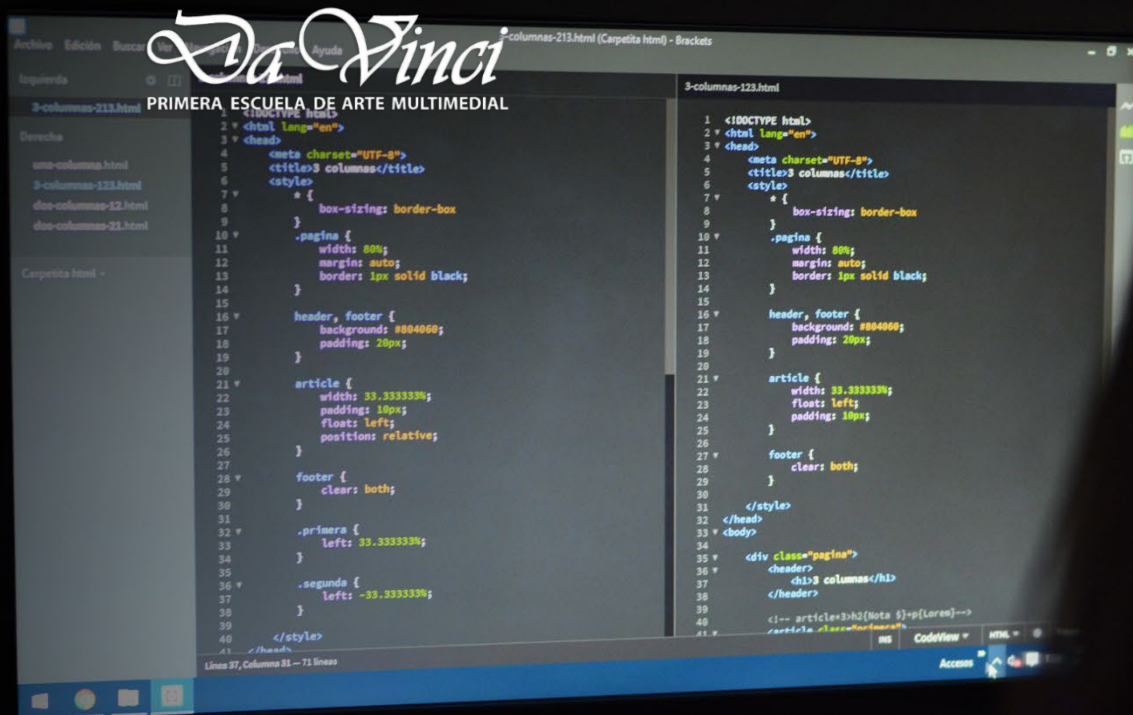 Da Vinci
PRIMERA ESCUELA DE ARTE MULTIMEDIAL
3-columnas-213.html (Carpetita html) - Brackets
Archivo Edición Buscar Ver Ayuda
Izquierda
3-columnas-213.html
Derecha
una-columna.html
3-columnas-123.html
dos-columnas-12.html
dos-columnas-21.html
Carpetita html
1 <!DOCTYPE html>
2 <html lang="en">
3 <head>
4 <meta charset="UTF-8">
5 <title>3 columnas</title>
6 <style>
7 * {
8 box-sizing: border-box
9 }
10 .pagina {
11 width: 80%;
12 margin: auto;
13 border: 1px solid black;
14 }
15
16 header, footer {
17 background: #804060;
18 padding: 20px;
19 }
20
21 article {
22 width: 33.333333%;
23 padding: 10px;
24 float: left;
25 position: relative;
26 }
27
28 footer {
29 clear: both;
30 }
31
32 .primera {
33 left: 33.333333%;
34 }
35
36 .segunda {
37 left: -33.333333%;
38 }
39
40 </style>
41 </head>
3-columnas-123.html
1 <!DOCTYPE html>
2 <html lang="en">
3 <head>
4 <meta charset="UTF-8">
5 <title>3 columnas</title>
6 <style>
7 * {
8 box-sizing: border-box
9 }
10 .pagina {
11 width: 80%;
12 margin: auto;
13 border: 1px solid black;
14 }
15
16 header, footer {
17 background: #804060;
18 padding: 20px;
19 }
20
21 article {
22 width: 33.333333%;
23 float: left;
24 padding: 10px;
25 }
26
27 footer {
28 clear: both;
29 }
30
31 </style>
32 </head>
33 <body>
34
35 <div class="pagina">
36 <header>
37 <h1>3 columnas</h1>
38 </header>
39
40 <!-- article*3>h2{Nota $}+p{Lorem}-->
41 <article class="primera">
Línea 37, Columna 31 — 71 líneas
INS CodeView HTML
Accesos